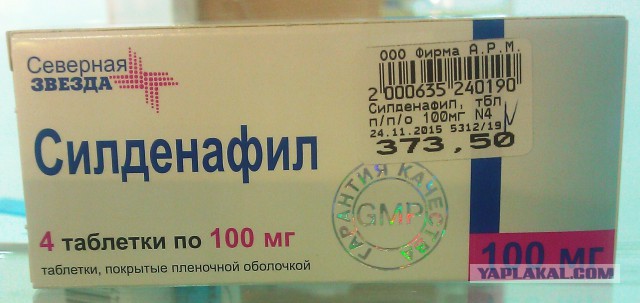 Северная
ЗВЕЗДА
Силденафил
4 таблетки по 100 мг
таблетки, покрытые пленочной оболочкой
ООО Фирма А.Р.М.
2 000635 240190
Силденафил, тбл
п/п/о 100мг N4
24.11.2015 5312/19
373,50
ГАРАНТИЯ КАЧЕСТВА
GMP
100 мг
YAPLAKAL.COM